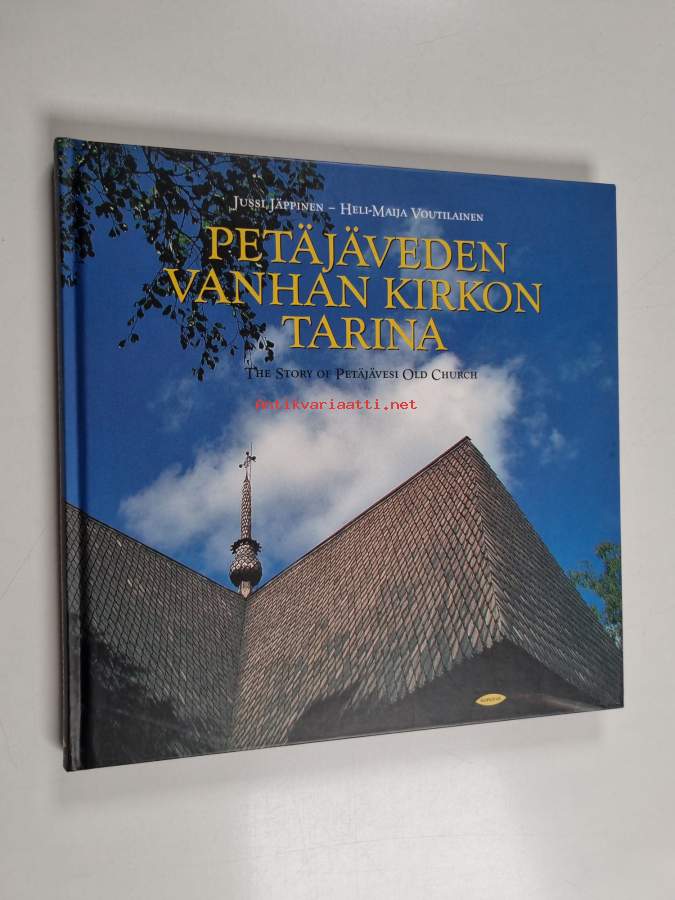 JUSSI JÄPPINEN – HELI-MAIJA VOUTILAINEN
PETÄJÄVEDEN
VANHAN KIRKON
TARINA
THE STORY OF PETÄJÄVESI OLD CHURCH
Antikvariaatti.net